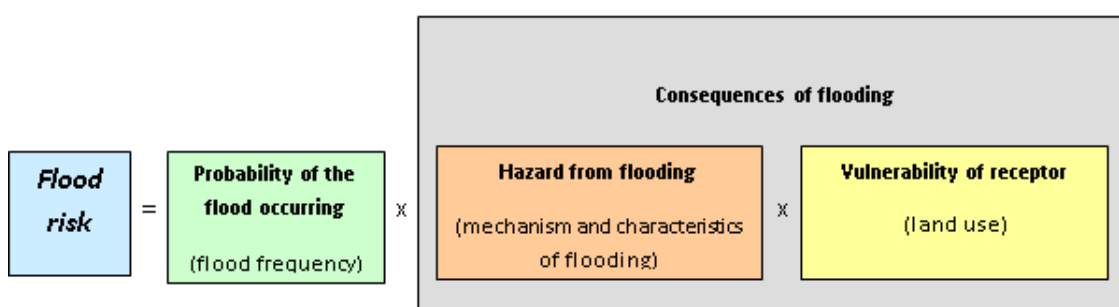 Consequences of flooding
Flood
risk
=
Probability of the
flood occurring
(flood frequency)
x
Hazard from flooding
(mechanism and characteristics
of flooding)
x
Vulnerability of receptor
(land use)